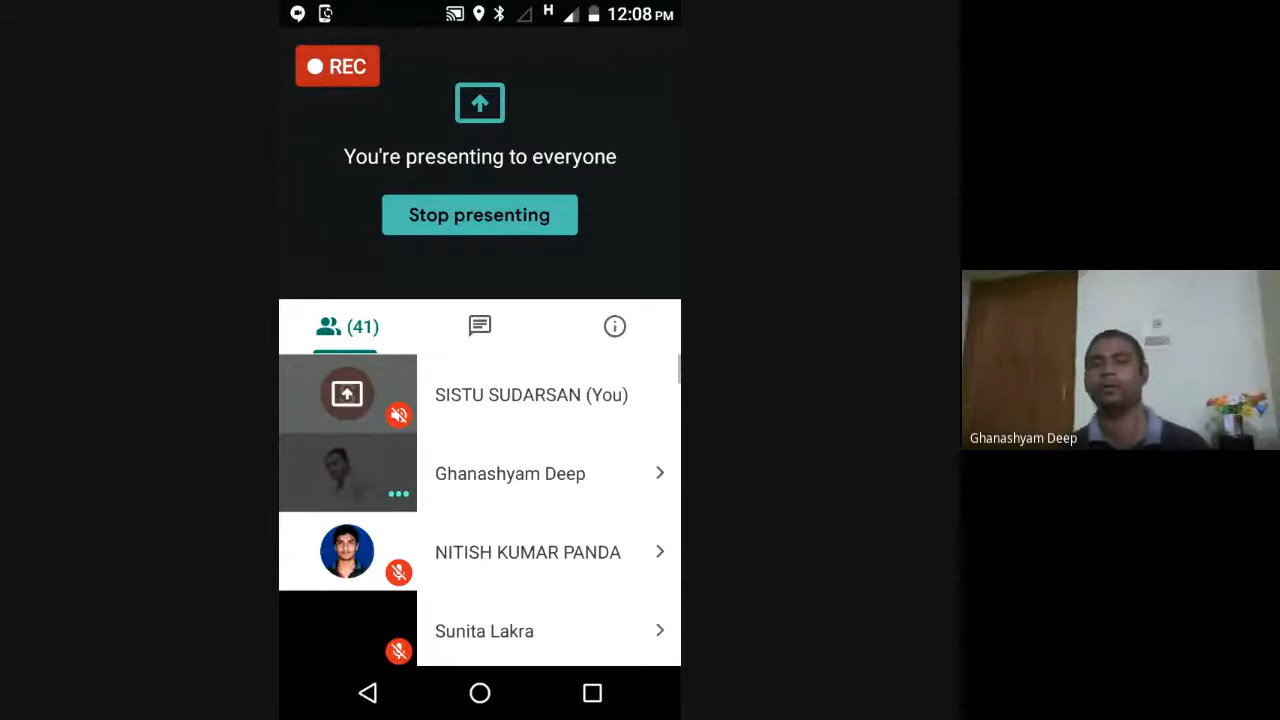 H
12:08 PM
REC
You're presenting to everyone
Stop presenting
(41)
SISTU SUDARSAN (You)
Ghanashyam Deep
NITISH KUMAR PANDA
Sunita Lakra
Ghanashyam Deep